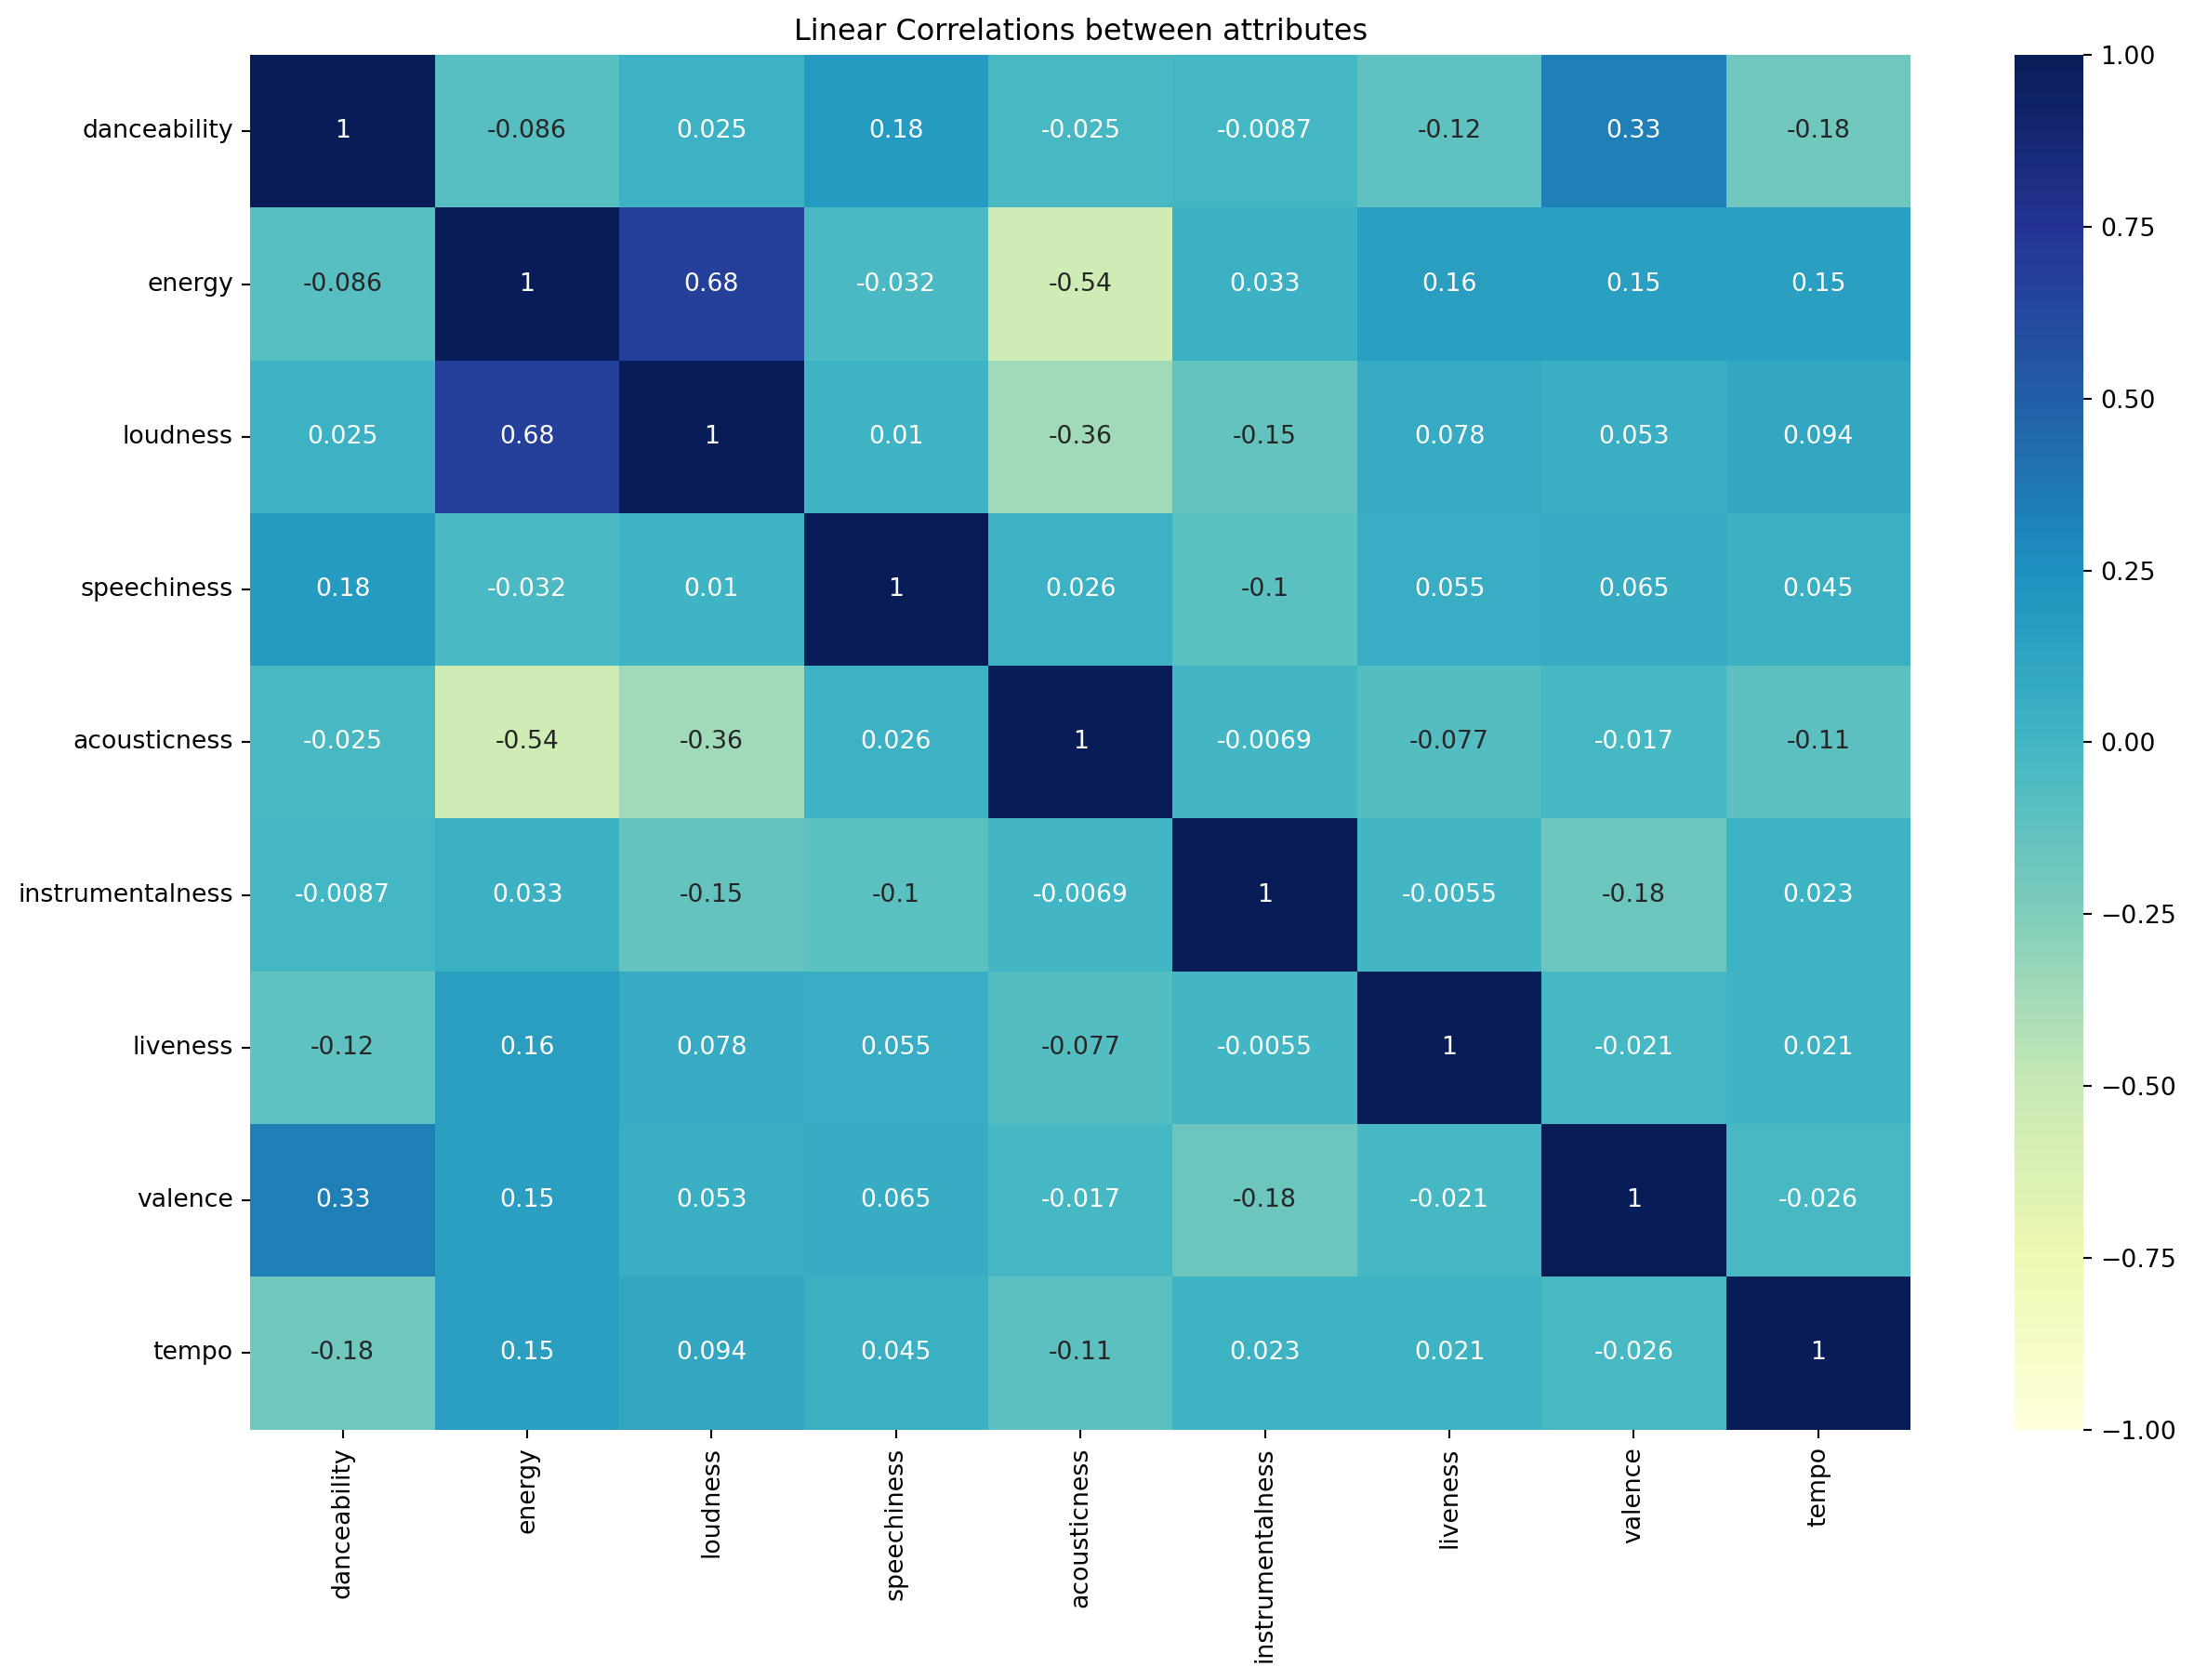 Linear Correlations between attributes
danceability 1 -0.086 0.025 0.18 -0.025 -0.0087 -0.12 0.33 -0.18
energy -0.086 1 0.68 -0.032 -0.54 0.033 0.16 0.15 0.15
loudness 0.025 0.68 1 0.01 -0.36 -0.15 0.078 0.053 0.094
speechiness 0.18 -0.032 0.01 1 0.026 -0.1 0.055 0.065 0.045
acousticness -0.025 -0.54 -0.36 0.026 1 -0.0069 -0.077 -0.017 -0.11
instrumentalness -0.0087 0.033 -0.15 -0.1 -0.0069 1 -0.0055 -0.18 0.023
liveness -0.12 0.16 0.078 0.055 -0.077 -0.0055 1 -0.021 0.021
valence 0.33 0.15 0.053 0.065 -0.017 -0.18 -0.021 1 -0.026
tempo -0.18 0.15 0.094 0.045 -0.11 0.023 0.021 -0.026 1
danceability energy loudness speechiness acousticness instrumentalness liveness valence tempo
1.00
0.75
0.50
0.25
0.00
−0.25
−0.50
−0.75
−1.00